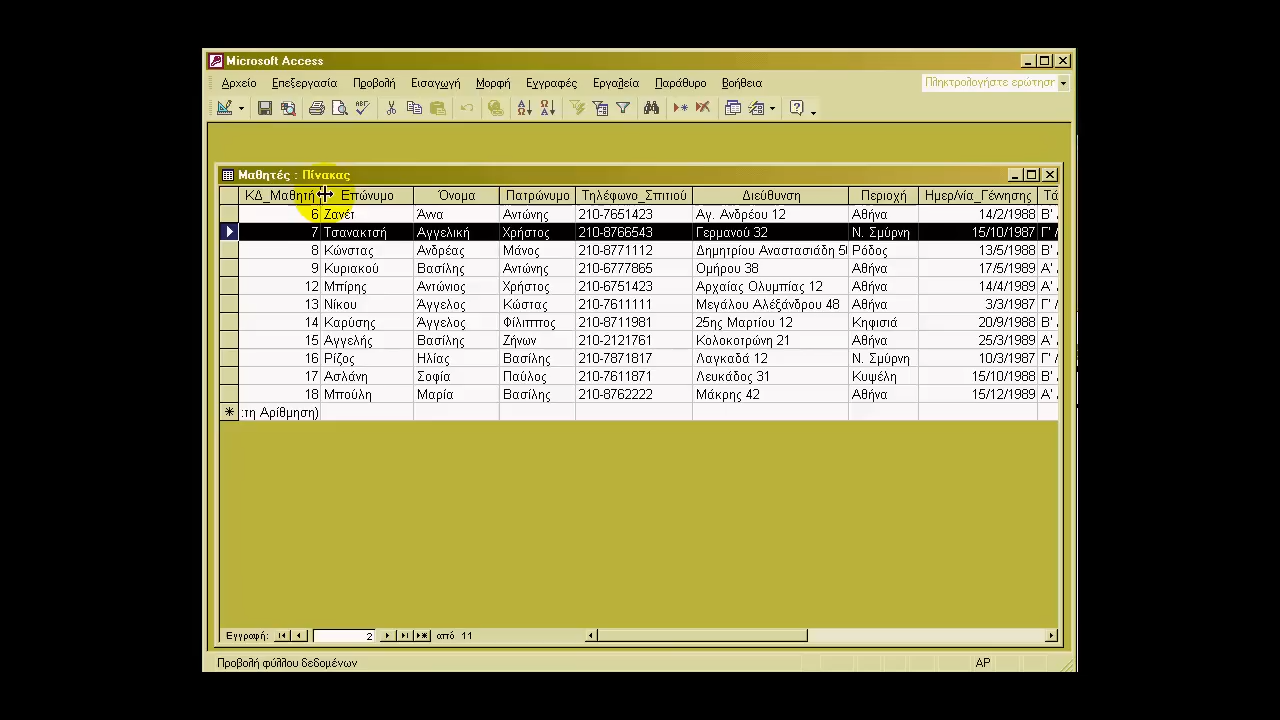 Microsoft Access
Αρχείο Επεξεργασία Προβολή Εισαγωγή Μορφή Εγγραφές Εργαλεία Παράθυρο Βοήθεια Πληκτρολογήστε ερώτηση
Μαθητές : Πίνακας
ΚΔ_Μαθητή Επώνυμο Όνομα Πατρώνυμο Τηλέφωνο_Σπιτιού Διεύθυνση Περιοχή Ημερ/νία_Γέννησης Τά
6 Ζανέτ Άννα Αντώνης 210-7651423 Αγ. Ανδρέου 12 Αθήνα 14/2/1988 Β'
7 Τσανακτσή Αγγελική Χρήστος 210-8766543 Γερμανού 32 Ν. Σμύρνη 15/10/1987 Γ'
8 Κώνστας Ανδρέας Μάνος 210-8771112 Δημητρίου Αναστασιάδη 5 Ρόδος 13/5/1988 Β'
9 Κυριακού Βασίλης Αντώνης 210-6777865 Ομήρου 38 Αθήνα 17/5/1989 Α'
12 Μπίρης Αντώνιος Χρήστος 210-6751423 Αρχαίας Ολυμπίας 12 Αθήνα 14/4/1989 Α'
13 Νίκου Άγγελος Κώστας 210-7611111 Μεγάλου Αλέξάνδρου 48 Αθήνα 3/3/1987 Γ'
14 Καρύσης Άγγελος Φίλιππος 210-8711981 25ης Μαρτίου 12 Κηφισιά 20/9/1988 Β'
15 Αγγελής Βασίλης Ζήνων 210-2121761 Κολοκοτρώνη 21 Αθήνα 25/3/1989 Α'
16 Ρίζος Ηλίας Βασίλης 210-7871817 Λαγκαδά 12 Ν. Σμύρνη 10/3/1987 Γ'
17 Ασλάνη Σοφία Παύλος 210-7611871 Λευκάδος 31 Κυψέλη 15/10/1988 Β'
18 Μαρία Βασίλης 210-8762222 Μάκρης 42 Αθήνα 15/12/1989 Α'
τη Αρίθμηση)
Εγγραφή: 2 από 11
Προβολή φύλλου δεδομένων AP